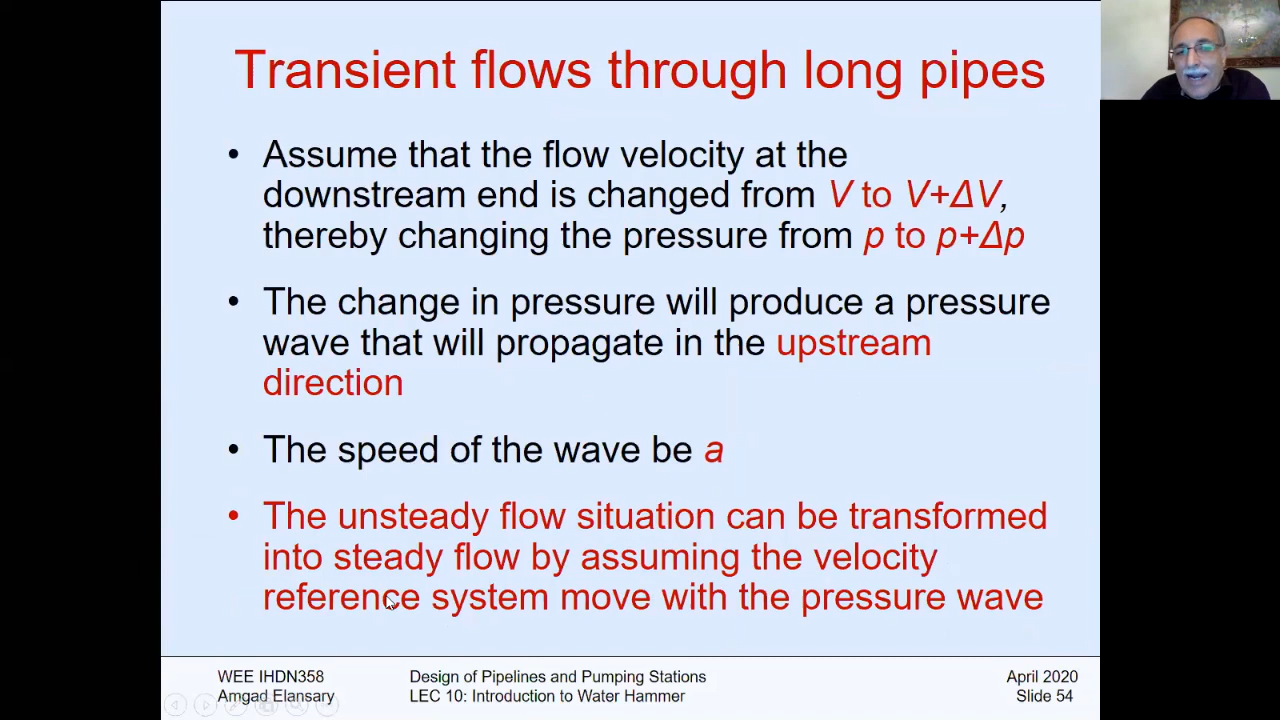 Transient flows through long pipes
• Assume that the flow velocity at the
downstream end is changed from V to V+ΔV,
thereby changing the pressure from p to p+Δp
• The change in pressure will produce a pressure
wave that will propagate in the upstream
direction
• The speed of the wave be a
• The unsteady flow situation can be transformed
into steady flow by assuming the velocity
reference system move with the pressure wave
WEE IHDN358
Amgad Elansary
Design of Pipelines and Pumping Stations
LEC 10: Introduction to Water Hammer
April 2020
Slide 54